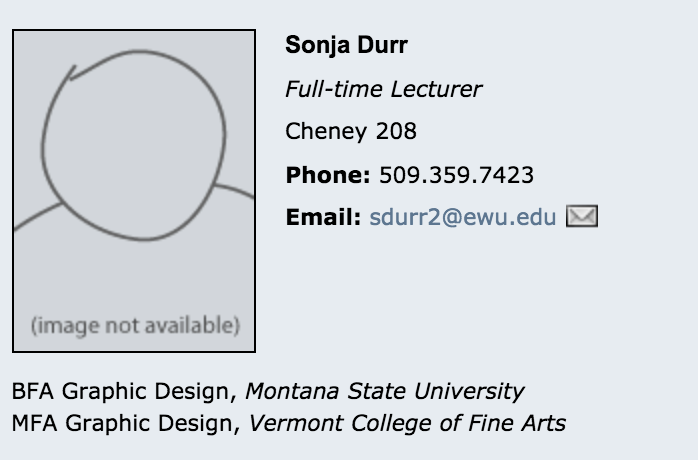 Sonja Durr
Full-time Lecturer
Cheney 208
Phone: 509.359.7423
Email: sdurr2@ewu.edu
(image not available)
BFA Graphic Design, Montana State University
MFA Graphic Design, Vermont College of Fine Arts